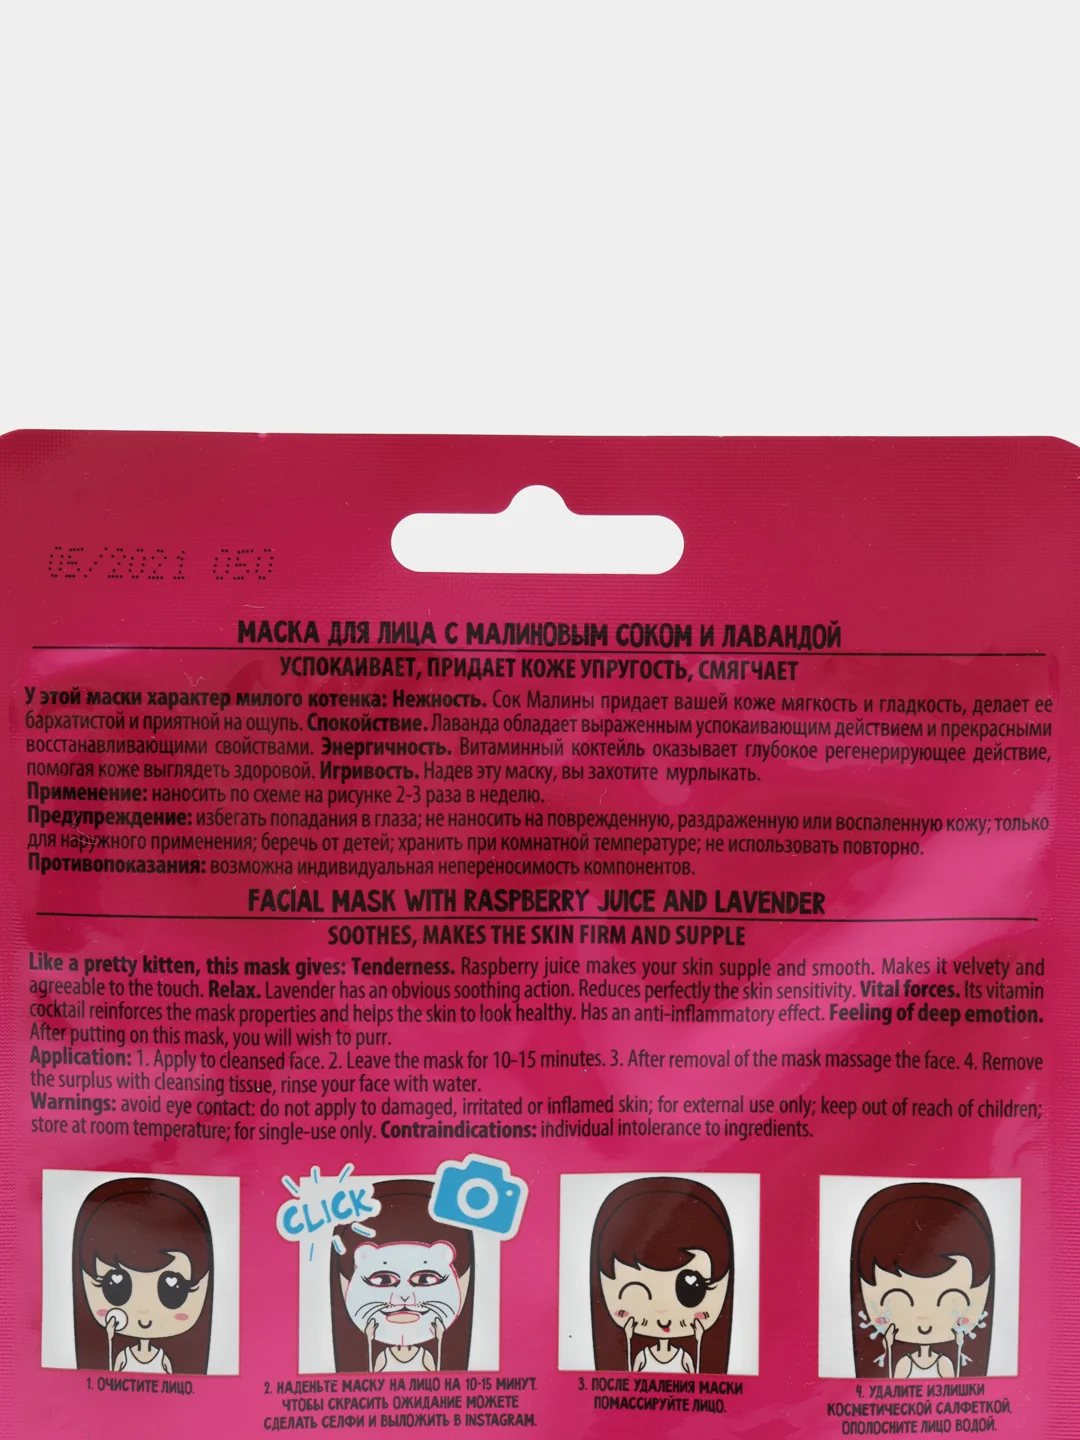 05/2021 050
МАСКА ДЛЯ ЛИЦА С МАЛИНОВЫМ СОКОМ И ЛАВАНДОЙ
УСПОКАИВАЕТ, ПРИДАЕТ КОЖЕ УПРУГОСТЬ, СМЯГЧАЕТ
У этой маски характер милого котенка: Нежность. Сок Малины придает вашей коже мягкость и гладкость, делает ее
бархатистой и приятной на ощупь. Спокойствие. Лаванда обладает выраженным успокаивающим действием и прекрасными
восстанавливающими свойствами. Энергичность. Витаминный коктейль оказывает глубокое регенерирующее действие,
помогая коже выглядеть здоровой. Игривость. Надев эту маску, вы захотите мурлыкать.
Применение: наносить по схеме на рисунке 2-3 раза в неделю.
Предупреждение: избегать попадания в глаза; не наносить на поврежденную, раздраженную или воспаленную кожу; только
для наружного применения; беречь от детей; хранить при комнатной температуре; не использовать повторно.
Противопоказания: возможна индивидуальная непереносимость компонентов.
FACIAL MASK WITH RASPBERRY JUICE AND LAVENDER
SOOTHES, MAKES THE SKIN FIRM AND SUPPLE
Like a pretty kitten, this mask gives: Tenderness. Raspberry juice makes your skin supple and smooth. Makes it velvety and
agreeable to the touch. Relax. Lavender has an obvious soothing action. Reduces perfectly the skin sensitivity. Vital forces. Its vitamin
cocktail reinforces the mask properties and helps the skin to look healthy. Has an anti-inflammatory effect. Feeling of deep emotion.
After putting on this mask, you will wish to purr.
Application: 1. Apply to cleansed face. 2. Leave the mask for 10-15 minutes. 3. After removal of the mask massage the face. 4. Remove
the surplus with cleansing tissue, rinse your face with water.
Warnings: avoid eye contact: do not apply to damaged, irritated or inflamed skin; for external use only; keep out of reach of children;
store at room temperature; for single-use only. Contraindications: individual intolerance to ingredients.
CLICK
1. ОЧИСТИТЕ ЛИЦО.
2. НАДЕНЬТЕ МАСКУ НА ЛИЦО НА 10-15 МИНУТ.
ЧТОБЫ СКРАСИТЬ ОЖИДАНИЕ МОЖЕТЕ
СДЕЛАТЬ СЕЛФИ И ВЫЛОЖИТЬ В INSTAGRAM.
3. ПОСЛЕ УДАЛЕНИЯ МАСКИ
ПОМАССИРУЙТЕ ЛИЦО.
4. УДАЛИТЕ ИЗЛИШКИ
КОСМЕТИЧЕСКОЙ САЛФЕТКОЙ,
ОПОЛОСНИТЕ ЛИЦО ВОДОЙ.